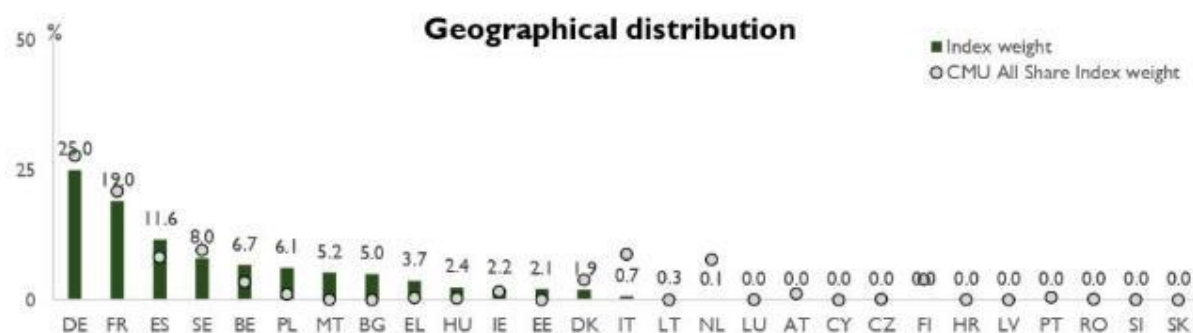 Geographical distribution
%
50
Index weight
CMU All Share Index weight
25.0 19.0 11.6 8.0 6.7 6.1 5.2 5.0 3.7 2.4 2.2 2.1 1.9 0.7 0.3 0.1 0.0 0.0 0.0 0.0 0.0 0.0 0.0 0.0 0.0 0.0 0.0
25
0
DE FR ES SE BE PL MT BG EL HU IE EE DK IT LT NL LU AT CY CZ FI HR LV PT RO SI SK